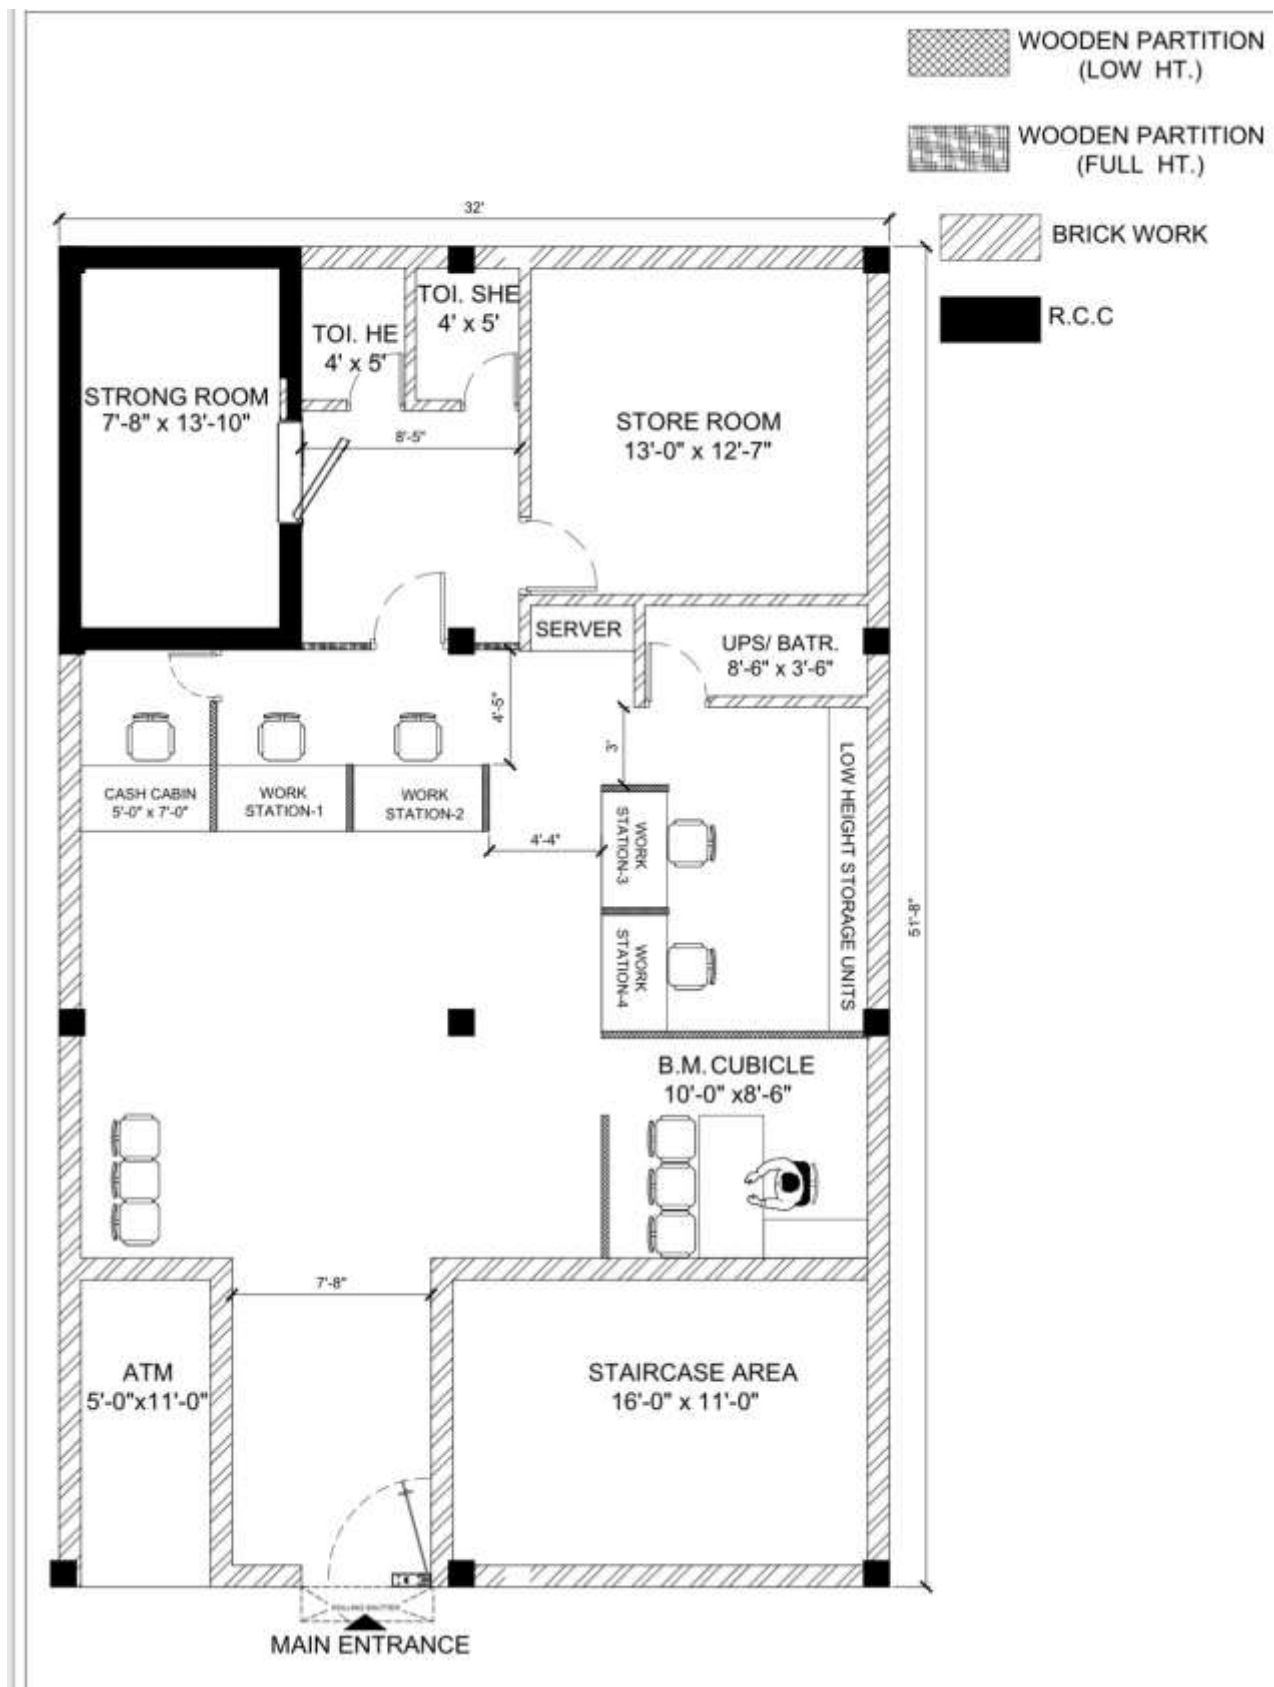 WOODEN PARTITION
(LOW HT.)
WOODEN PARTITION
(FULL HT.)
BRICK WORK
R.C.C
32'
TOI. SHE
4' x 5'
TOI. HE
4' x 5'
STRONG ROOM
7'-8" x 13'-10"
8'-5"
STORE ROOM
13'-0" x 12'-7"
SERVER
UPS/ BATR.
8'-6" x 3'-6"
4'-5"
3'
CASH CABIN
5'-0" x 7'-0"
WORK
STATION-1
WORK
STATION-2
4'-4"
WORK
STATION-3
WORK
STATION-4
LOW HEIGHT STORAGE UNITS
51'-8"
B.M. CUBICLE
10'-0" x8'-6"
7'-8"
ATM
5'-0"x11'-0"
STAIRCASE AREA
16'-0" x 11'-0"
ROLLING SHUTTER
MAIN ENTRANCE